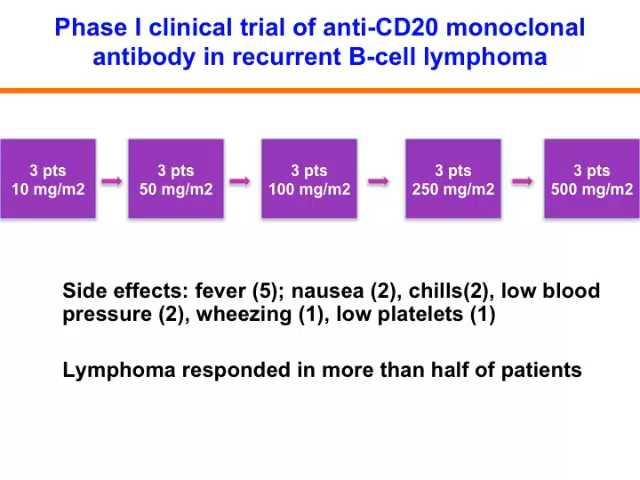 Phase I clinical trial of anti-CD20 monoclonal
antibody in recurrent B-cell lymphoma
3 pts
10 mg/m2
3 pts
50 mg/m2
3 pts
100 mg/m2
3 pts
250 mg/m2
3 pts
500 mg/m2
Side effects: fever (5); nausea (2), chills(2), low blood
pressure (2), wheezing (1), low platelets (1)
Lymphoma responded in more than half of patients